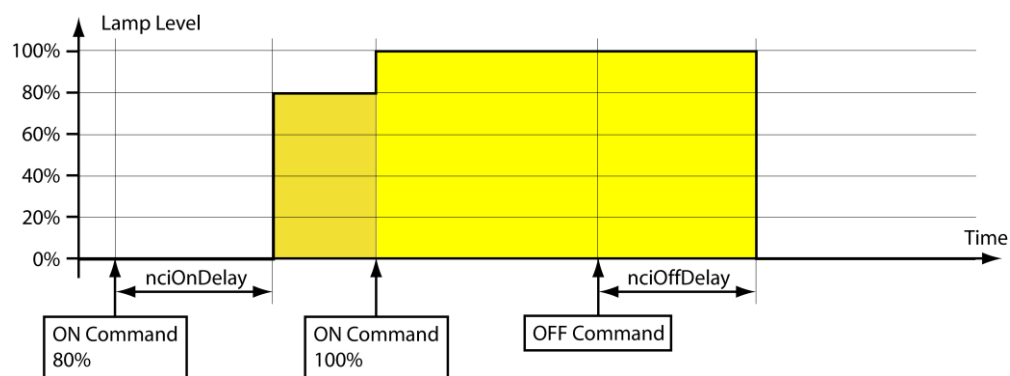 Lamp Level
100%
80%
60%
40%
20%
0%
Time
nciOnDelay
nciOffDelay
ON Command
80%
ON Command
100%
OFF Command